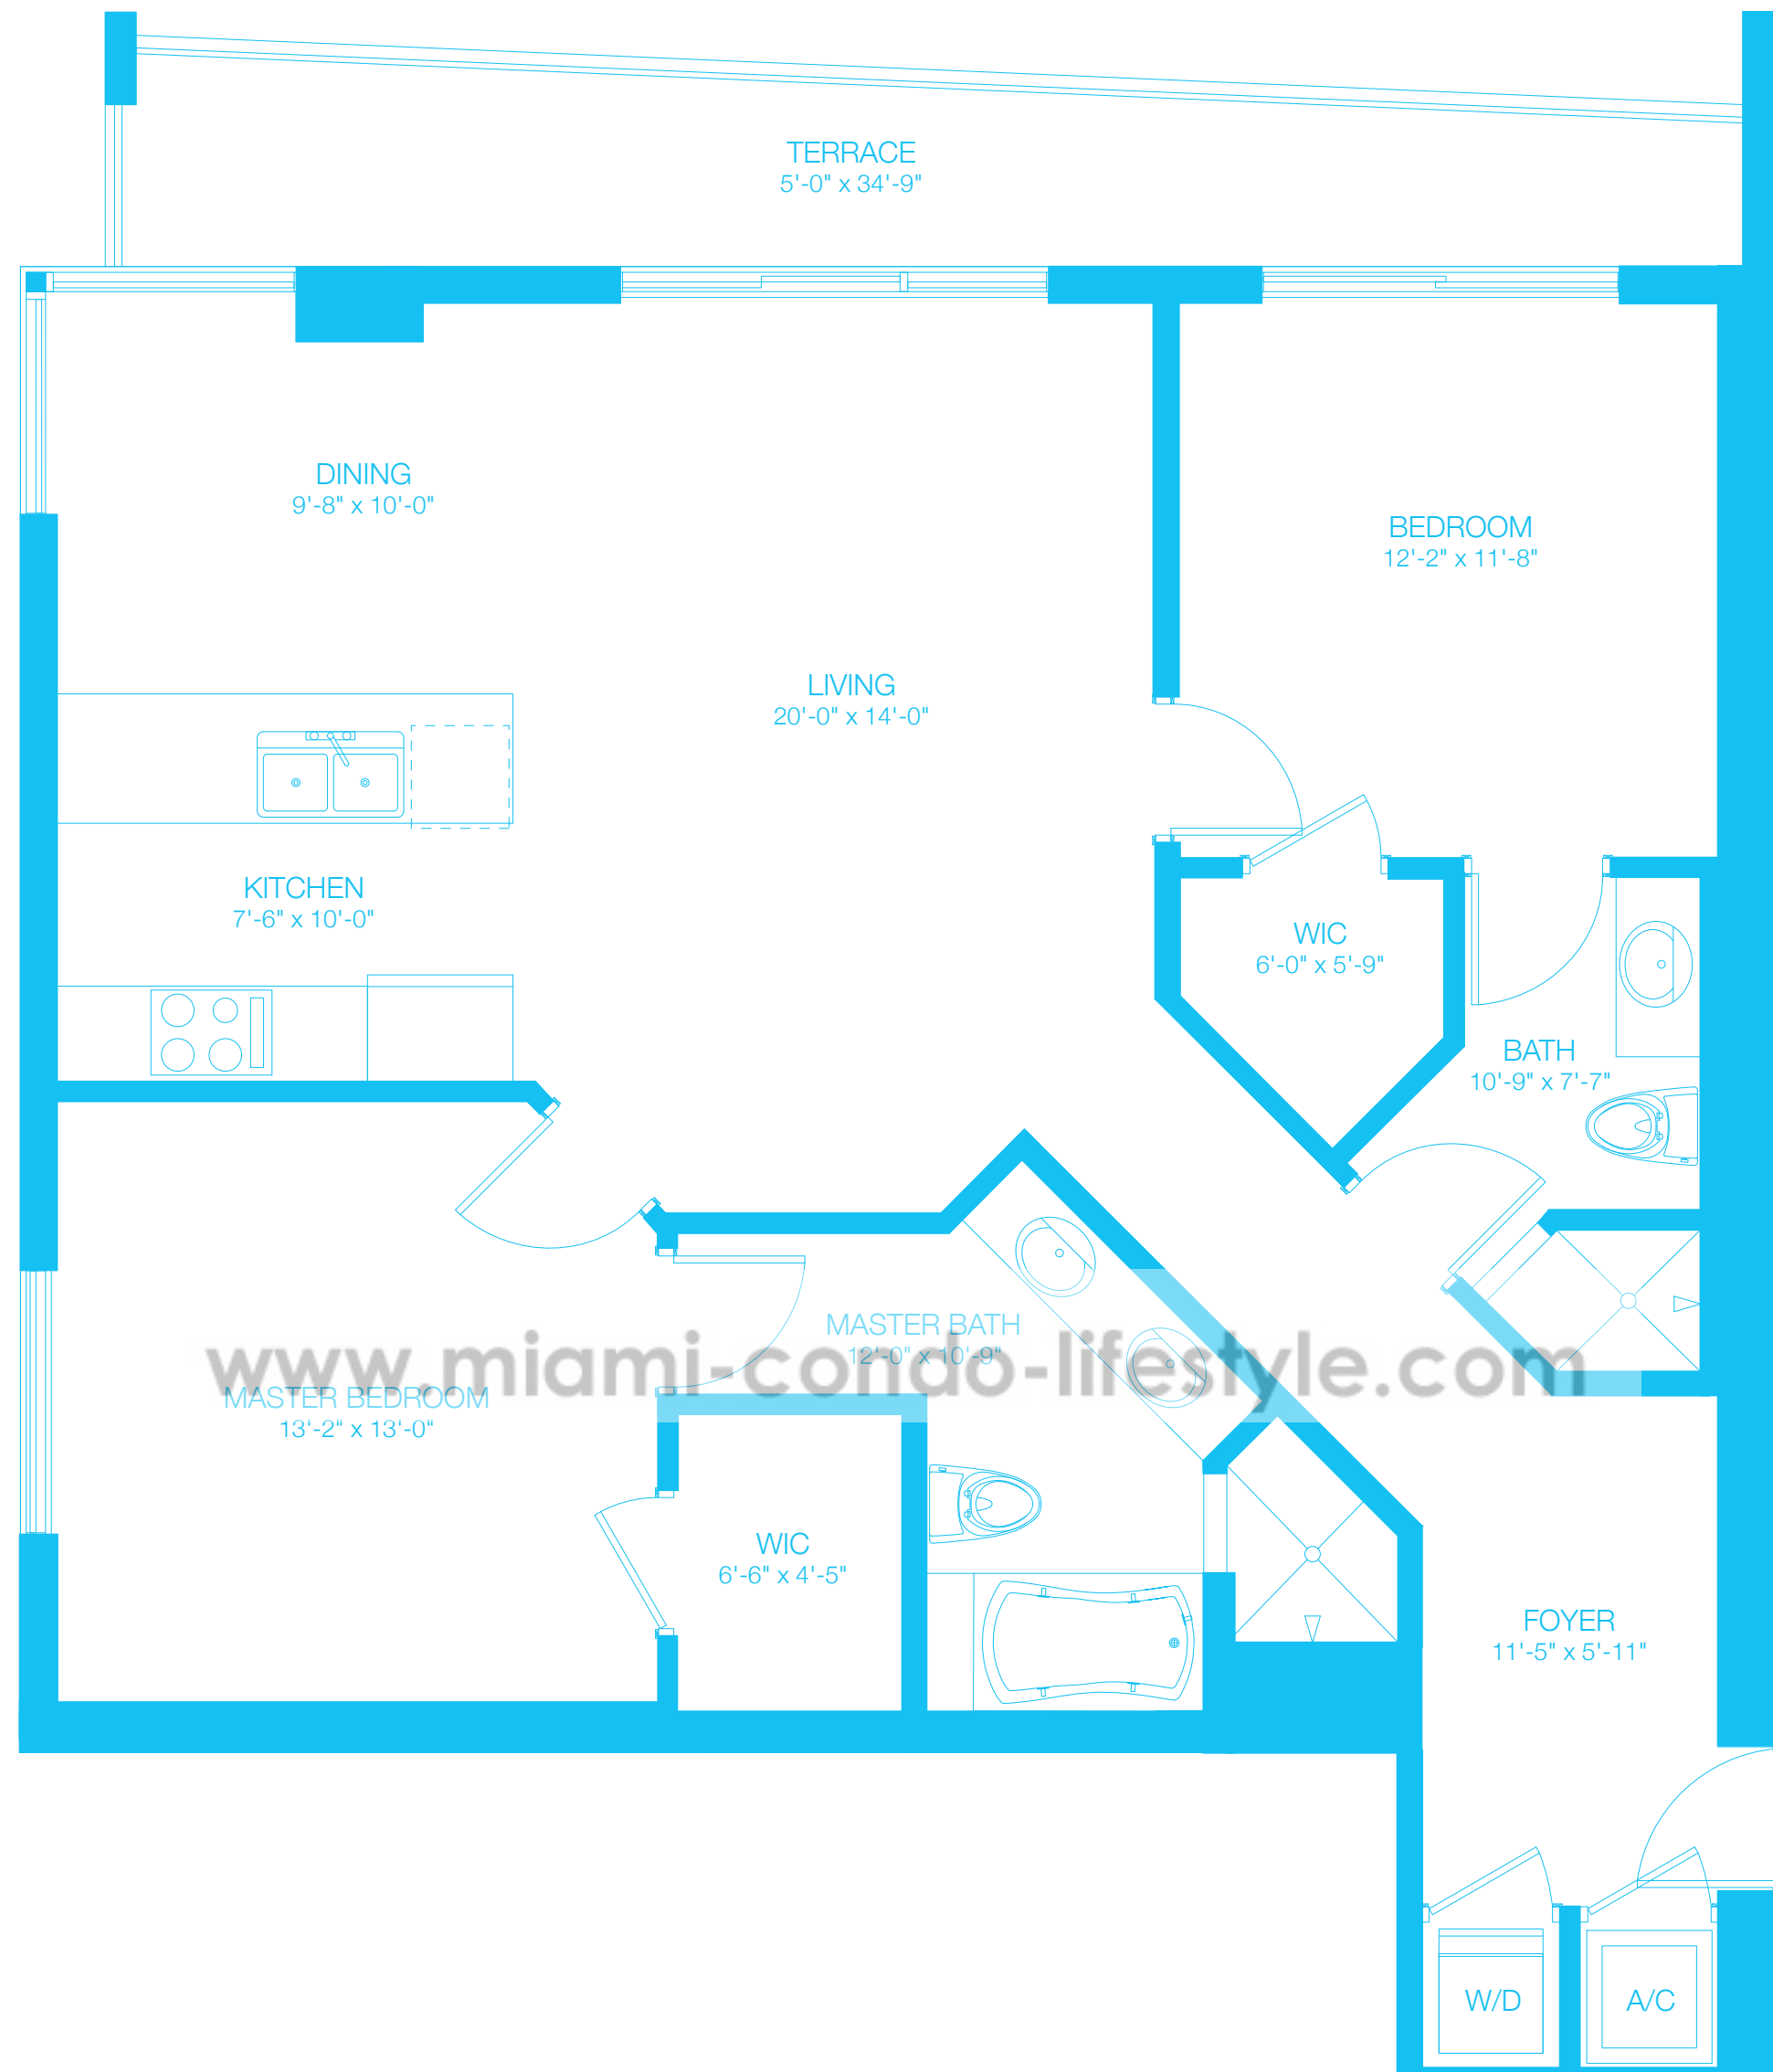 TERRACE
5'-0" x 34'-9"
DINING
9'-8" x 10'-0"
BEDROOM
12'-2" x 11'-8"
LIVING
20'-0" x 14'-0"
KITCHEN
7'-6" x 10'-0"
WIC
6'-0" x 5'-9"
BATH
10'-9" x 7'-7"
MASTER BATH
12'-0" x 10'-9"
www.miami-condo-lifestyle.com
MASTER BEDROOM
13'-2" x 13'-0"
WIC
6'-6" x 4'-5"
FOYER
11'-5" x 5'-11"
W/D
A/C